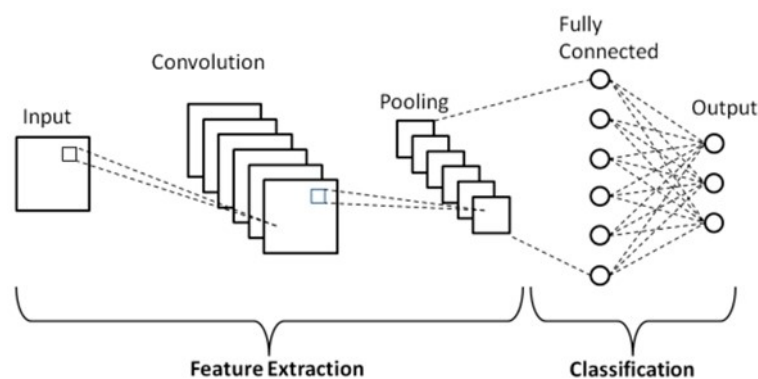 Fully
Connected
Convolution
Pooling
Input
Output
Feature Extraction
Classification